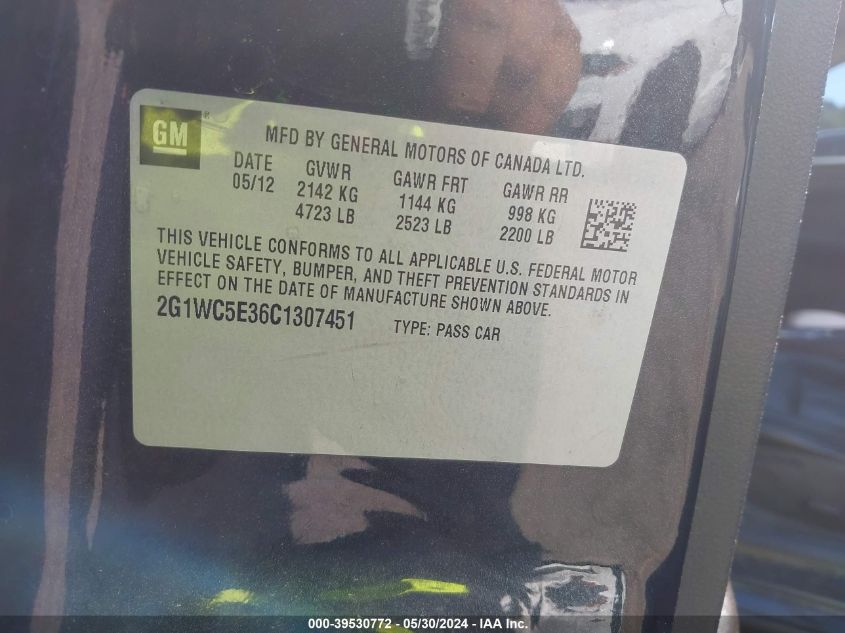 GM ®
MFD BY GENERAL MOTORS OF CANADA LTD.
DATE GVWR GAWR FRT GAWR RR
05/12 2142 KG 1144 KG 998 KG
4723 LB 2523 LB 2200 LB
THIS VEHICLE CONFORMS TO ALL APPLICABLE U.S. FEDERAL MOTOR
VEHICLE SAFETY, BUMPER, AND THEFT PREVENTION STANDARDS IN
EFFECT ON THE DATE OF MANUFACTURE SHOWN ABOVE.
2G1WC5E36C1307451 TYPE: PASS CAR
000-39530772 - 05/30/2024 - IAA Inc.